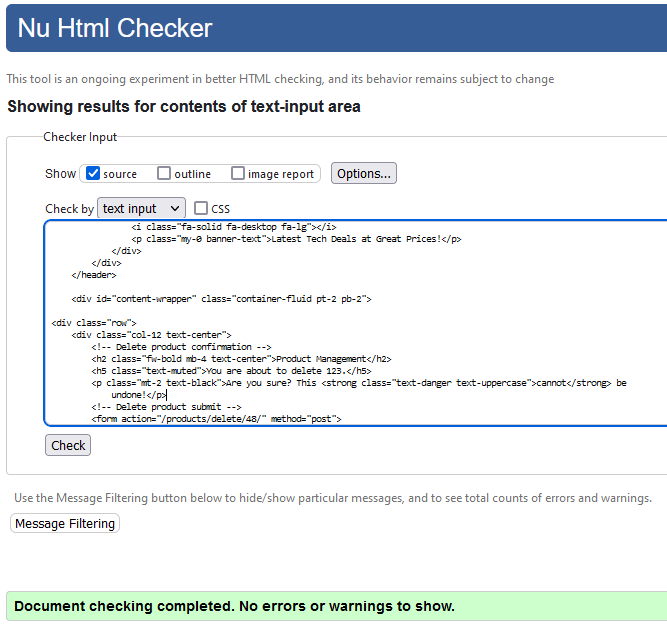 Nu Html Checker
This tool is an ongoing experiment in better HTML checking, and its behavior remains subject to change
Showing results for contents of text-input area
Checker Input
Show source outline image report Options...
Check by text input CSS
<i class="fa-solid fa-desktop fa-lg"></i>
<p class="my-0 banner-text">Latest Tech Deals at Great Prices!</p>
</div>
</div>
</header>
<div id="content-wrapper" class="container-fluid pt-2 pb-2">
<div class="row">
<div class="col-12 text-center">
<!-- Delete product confirmation -->
<h2 class="fw-bold mb-4 text-center">Product Management</h2>
<h5 class="text-muted">You are about to delete 123.</h5>
<p class="mt-2 text-black">Are you sure? This <strong class="text-danger text-uppercase">cannot</strong> be
undone!</p>
<!-- Delete product submit -->
<form action="/products/delete/48/" method="post">
Check
Use the Message Filtering button below to hide/show particular messages, and to see total counts of errors and warnings.
Message Filtering
Document checking completed. No errors or warnings to show.